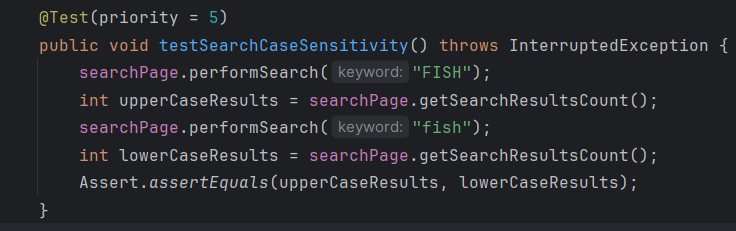 @Test(priority = 5)
public void testSearchCaseSensitivity() throws InterruptedException {
searchPage.performSearch( keyword: "FISH");
int upperCaseResults = searchPage.getSearchResultsCount();
searchPage.performSearch( keyword: "fish");
int lowerCaseResults = searchPage.getSearchResultsCount();
Assert.assertEquals(upperCaseResults, lowerCaseResults);
}